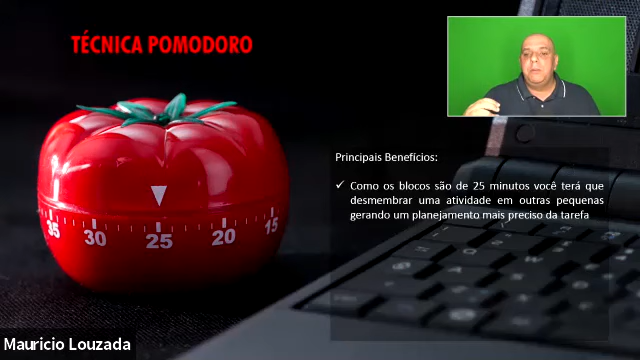 TÉCNICA POMODORO
Principais Benefícios:
✓ Como os blocos são de 25 minutos você terá que
desmembrar uma atividade em outras pequenas
gerando um planejamento mais preciso da tarefa
35 30 25 20 15
Mauricio Louzada